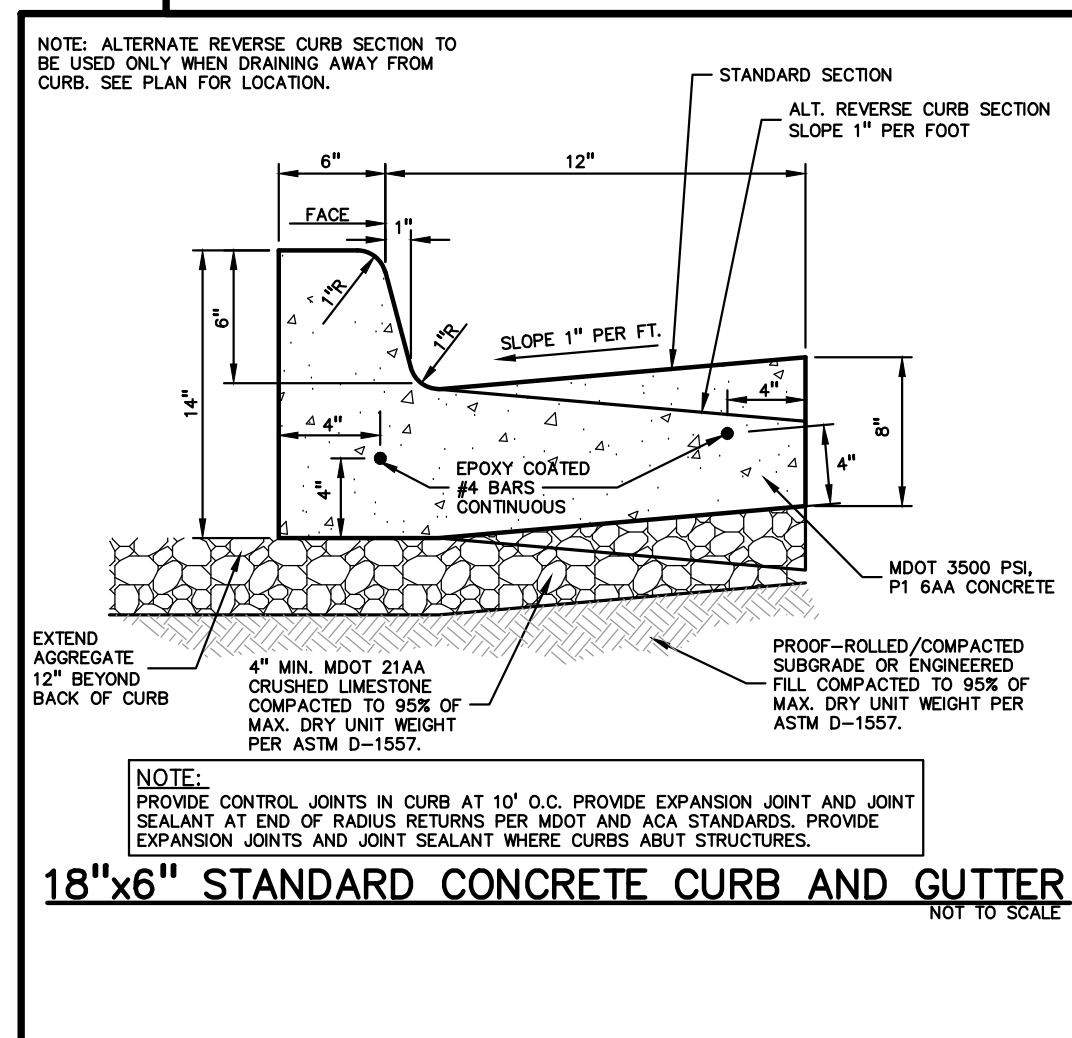 NOTE: ALTERNATE REVERSE CURB SECTION TO
BE USED ONLY WHEN DRAINING AWAY FROM
CURB. SEE PLAN FOR LOCATION.
STANDARD SECTION
ALT. REVERSE CURB SECTION
SLOPE 1" PER FOOT
6"
12"
FACE
1"
1"R
6"
1"R
SLOPE 1" PER FT.
14"
4"
4"
8"
4"
4"
EPOXY COATED
#4 BARS
CONTINUOUS
MDOT 3500 PSI,
P1 6AA CONCRETE
EXTEND
AGGREGATE
12" BEYOND
BACK OF CURB
4" MIN. MDOT 21AA
CRUSHED LIMESTONE
COMPACTED TO 95% OF
MAX. DRY UNIT WEIGHT
PER ASTM D-1557.
PROOF-ROLLED/COMPACTED
SUBGRADE OR ENGINEERED
FILL COMPACTED TO 95% OF
MAX. DRY UNIT WEIGHT PER
ASTM D-1557.
NOTE:
PROVIDE CONTROL JOINTS IN CURB AT 10' O.C. PROVIDE EXPANSION JOINT AND JOINT
SEALANT AT END OF RADIUS RETURNS PER MDOT AND ACA STANDARDS. PROVIDE
EXPANSION JOINTS AND JOINT SEALANT WHERE CURBS ABUT STRUCTURES.
18"x6" STANDARD CONCRETE CURB AND GUTTER
NOT TO SCALE